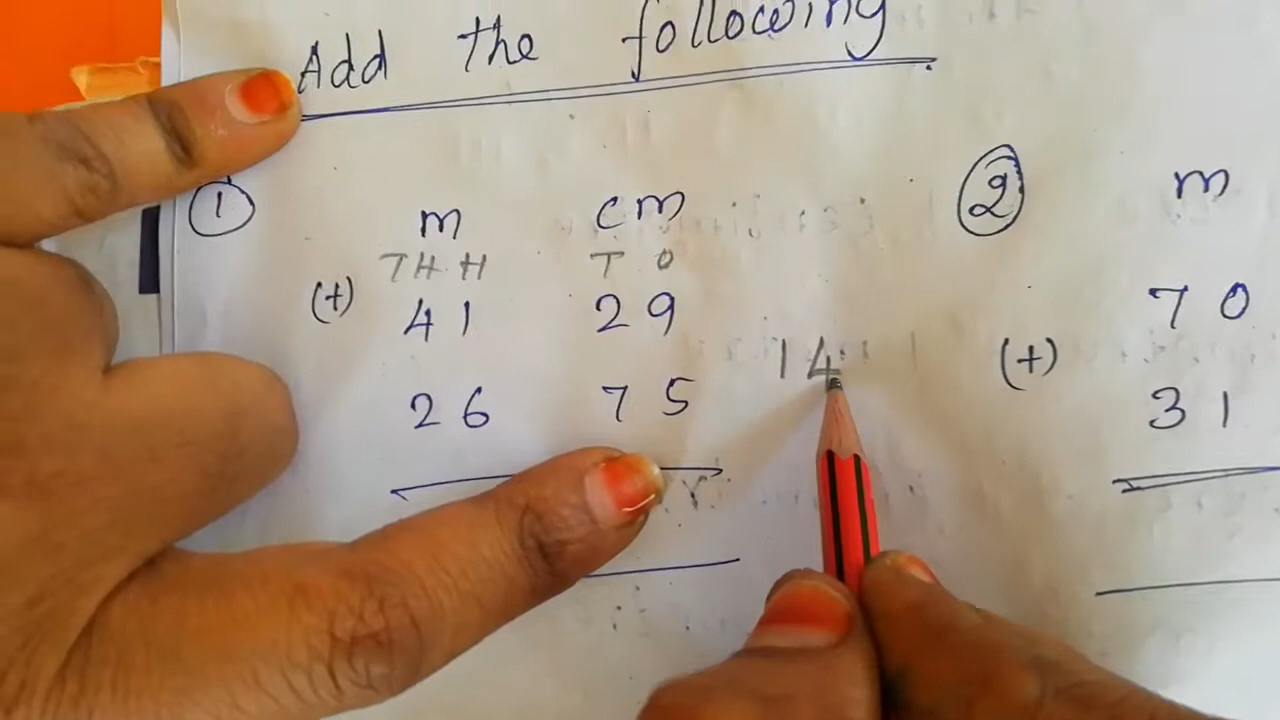 Add the following
1 2
m cm m
TH H T O
(+) 41 29 70
14 (+)
26 75 31